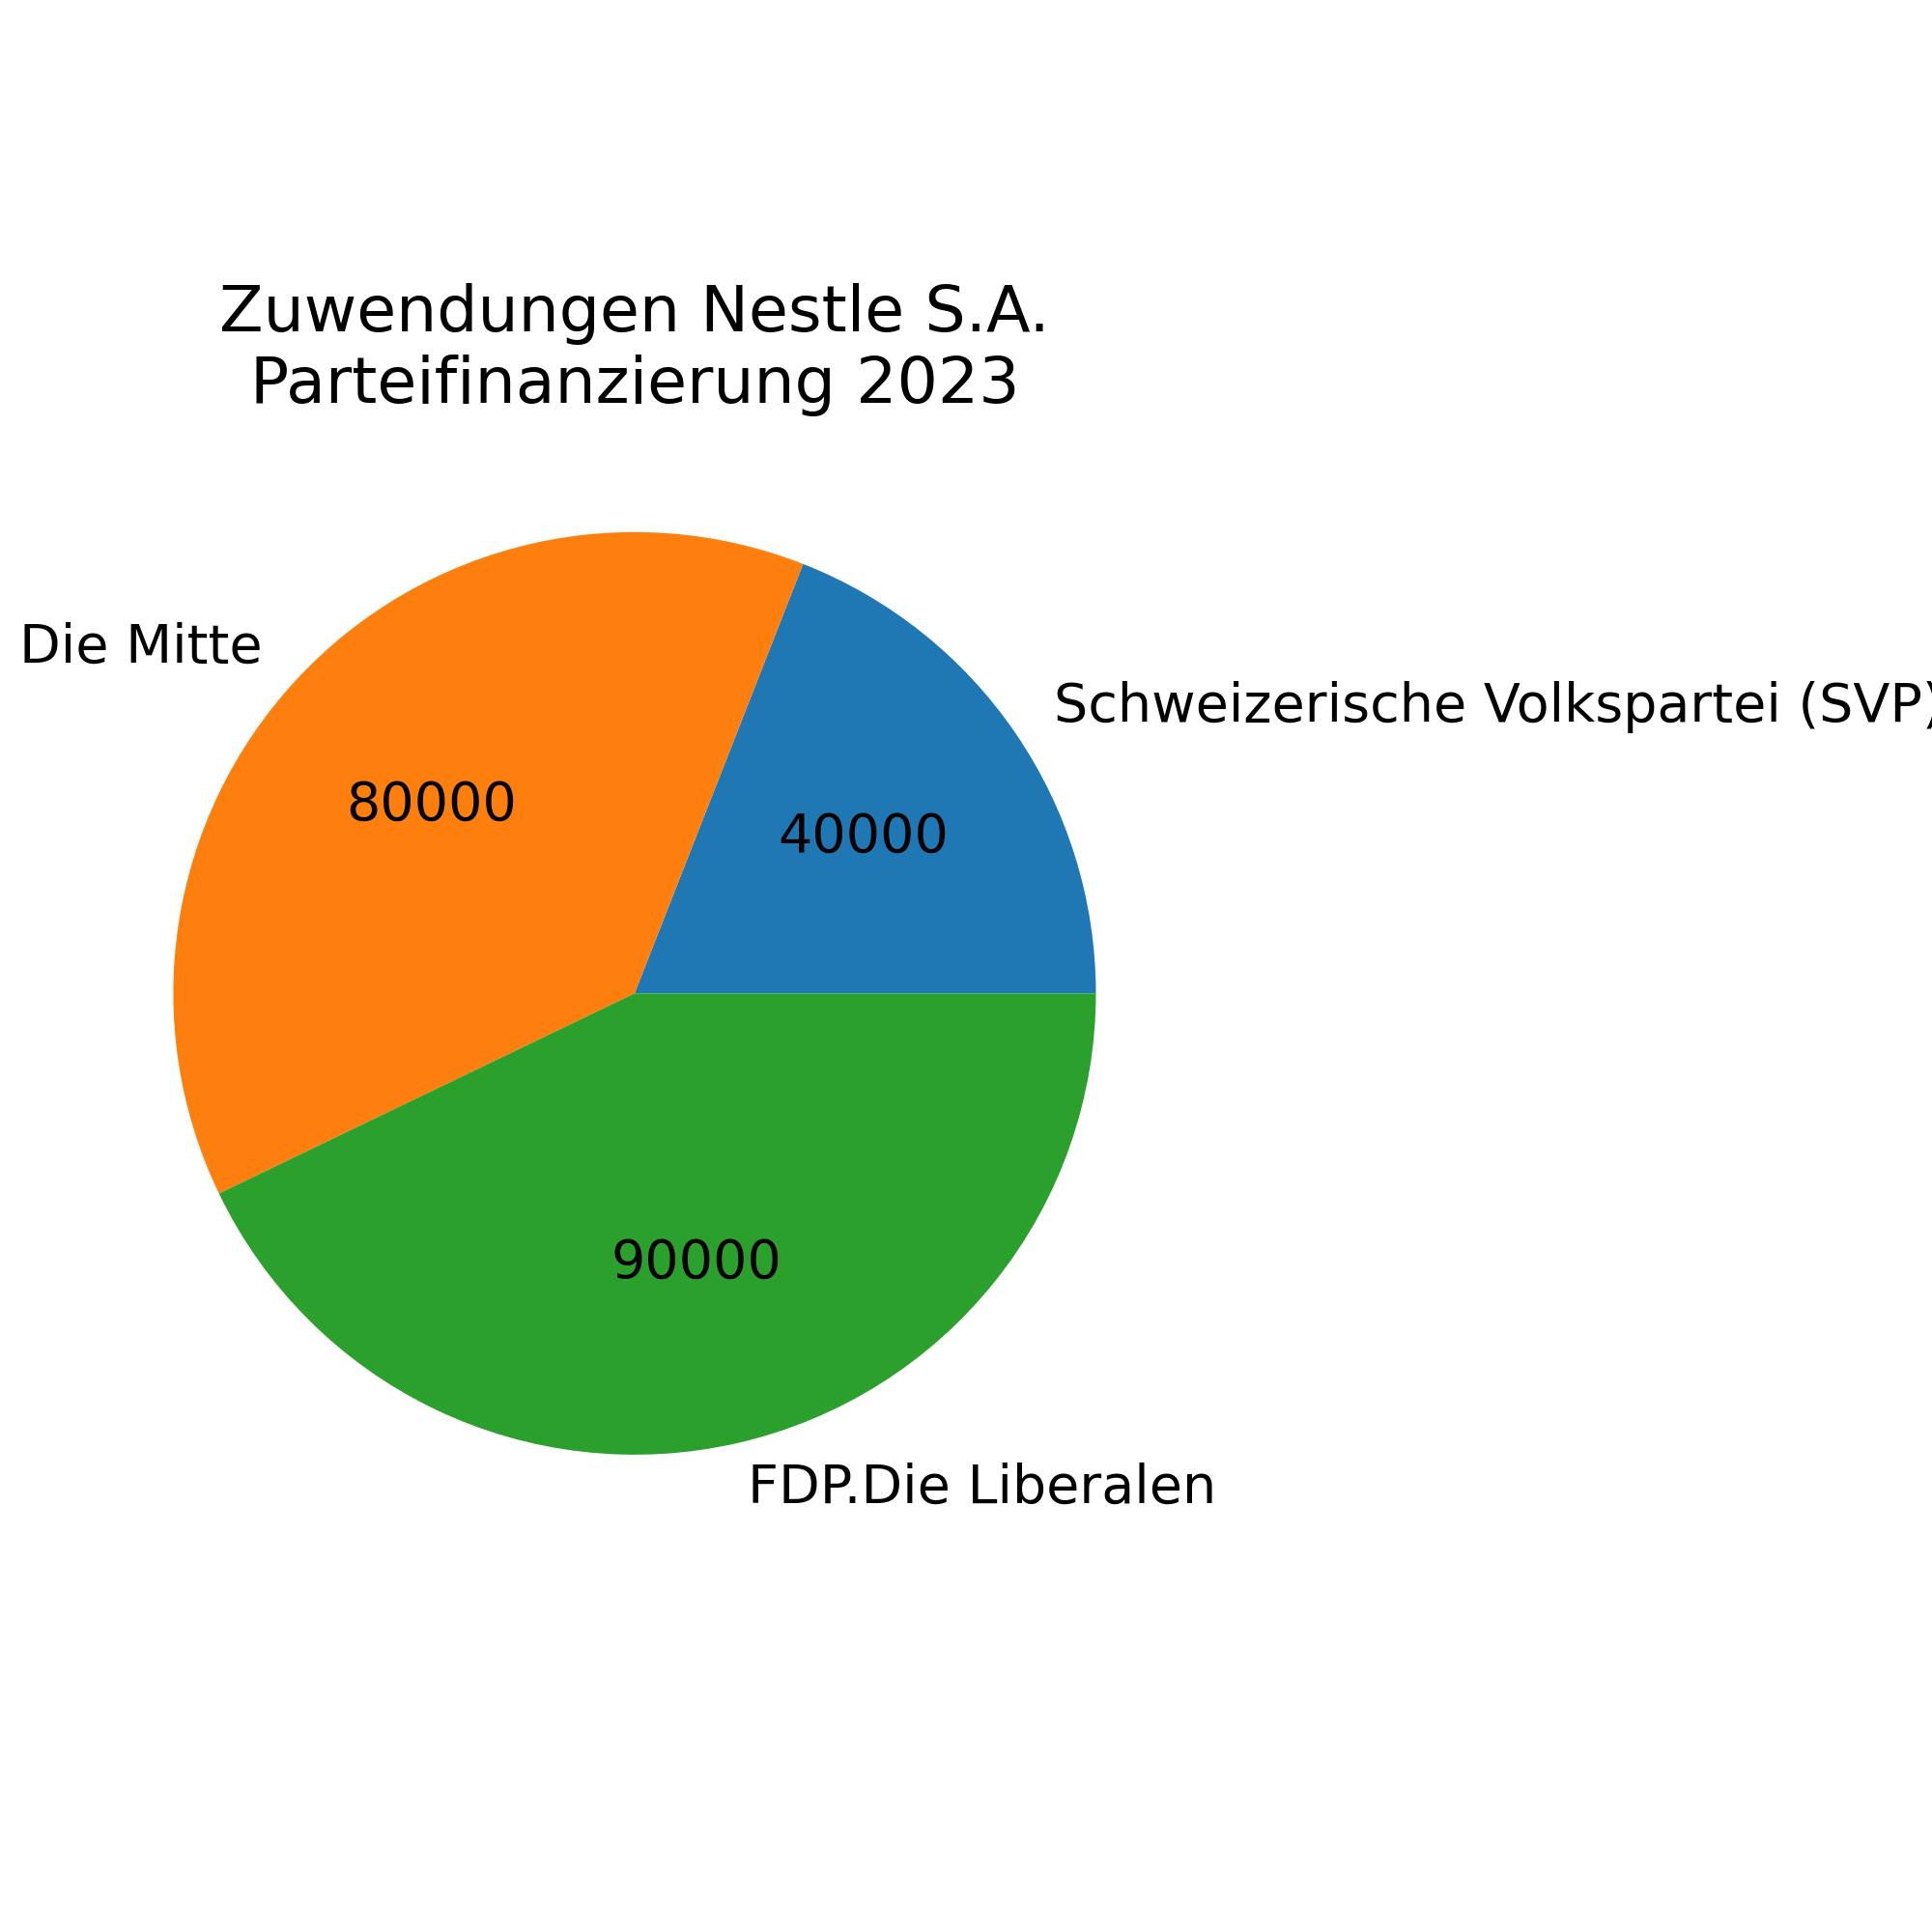 Zuwendungen Nestle S.A.
Parteifinanzierung 2023
Die Mitte
Schweizerische Volkspartei (SVP)
80000
40000
90000
FDP.Die Liberalen